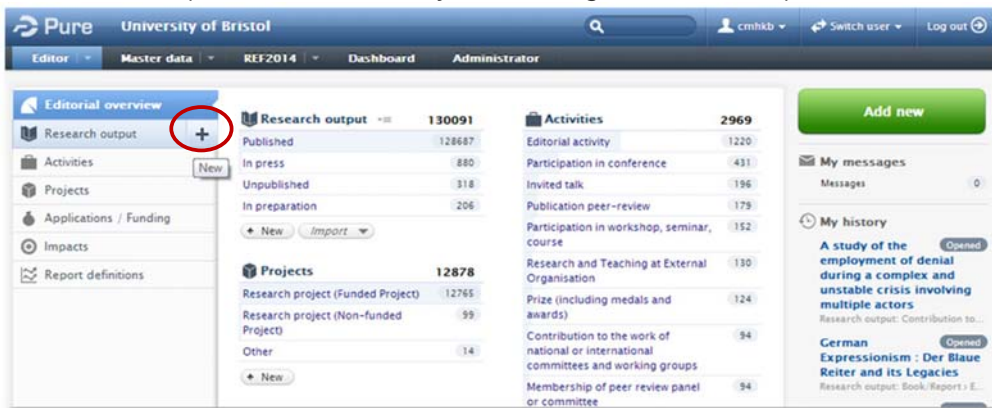 Pure University of Bristol cmhkb Switch user Log out
Editor Master data REF2014 Dashboard Administrator
Editorial overview
Research output
New
Activities
Projects
Applications / Funding
Impacts
Report definitions
Research output 130091
Published 128687
In press 880
Unpublished 318
In preparation 206
+ New Import
Projects 12878
Research project (Funded Project) 12765
Research project (Non-funded 99
Project)
Other 14
+ New
Activities 2969
Editorial activity 1220
Participation in conference 431
Invited talk 196
Publication peer-review 179
Participation in workshop, seminar, 152
course
Research and Teaching at External 130
Organisation
Prize (including medals and 124
awards)
Contribution to the work of 94
national or international
committees and working groups
Membership of peer review panel 94
or committee
Add new
My messages
Messages 0
My history
A study of the Opened
employment of denial
during a complex and
unstable crisis involving
multiple actors
Research output: Contribution to...
German Opened
Expressionism : Der Blaue
Reiter and its Legacies
Research output: Book/Report › E...